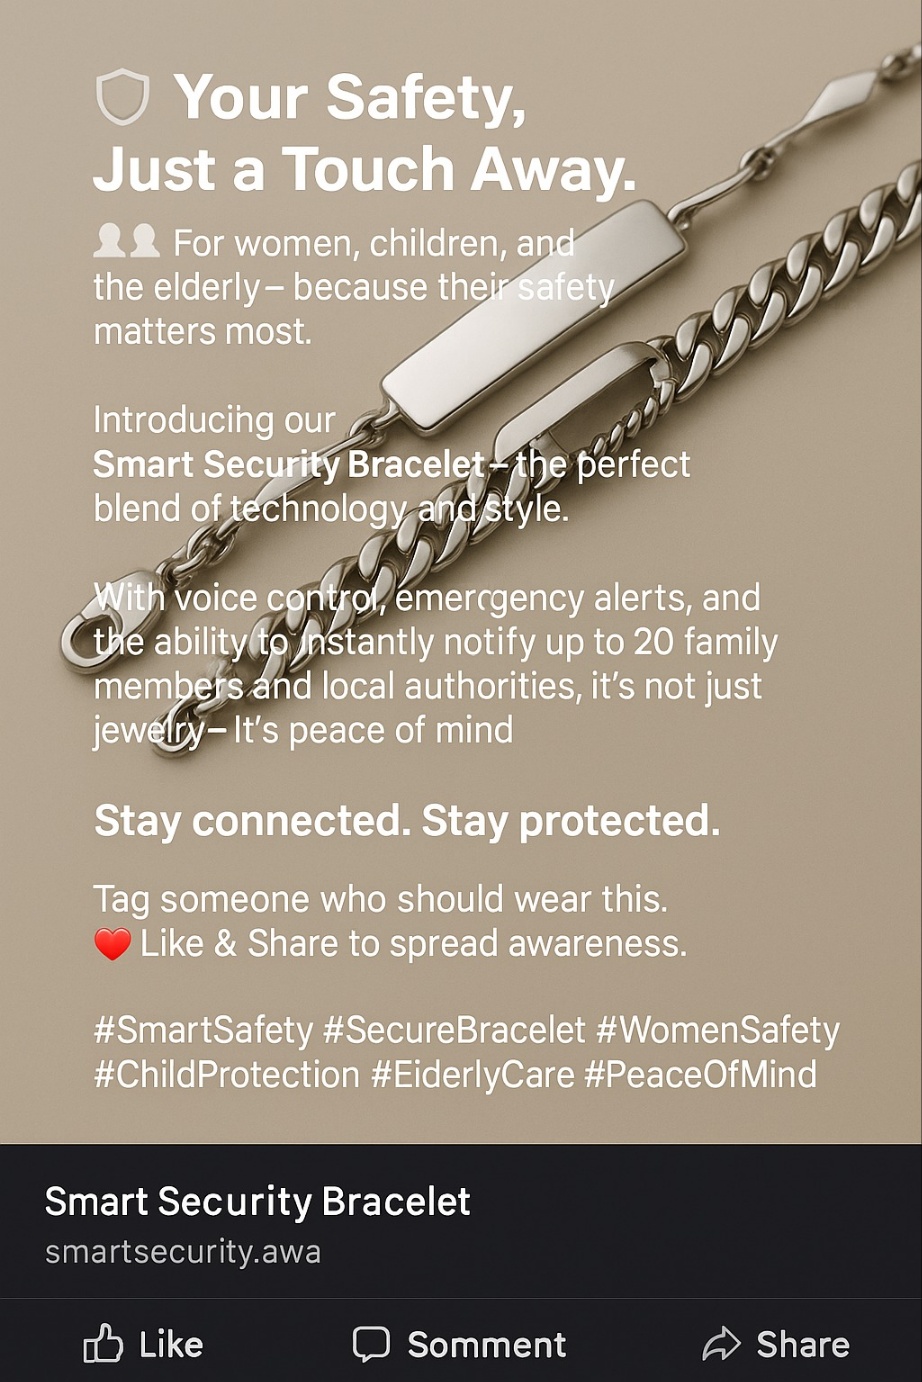 Your Safety,
Just a Touch Away.
For women, children, and
the elderly– because their safety
matters most.
Introducing our
Smart Security Bracelet–the perfect
blend of technology and style.
With voice control, emergency alerts, and
the ability to instantly notify up to 20 family
members and local authorities, it's not just
jewelry–It's peace of mind
Stay connected. Stay protected.
Tag someone who should wear this.
❤️ Like & Share to spread awareness.
#SmartSafety #SecureBracelet #WomenSafety
#ChildProtection #EiderlyCare #PeaceOfMind
Smart Security Bracelet
smartsecurity.awa
Like Somment Share